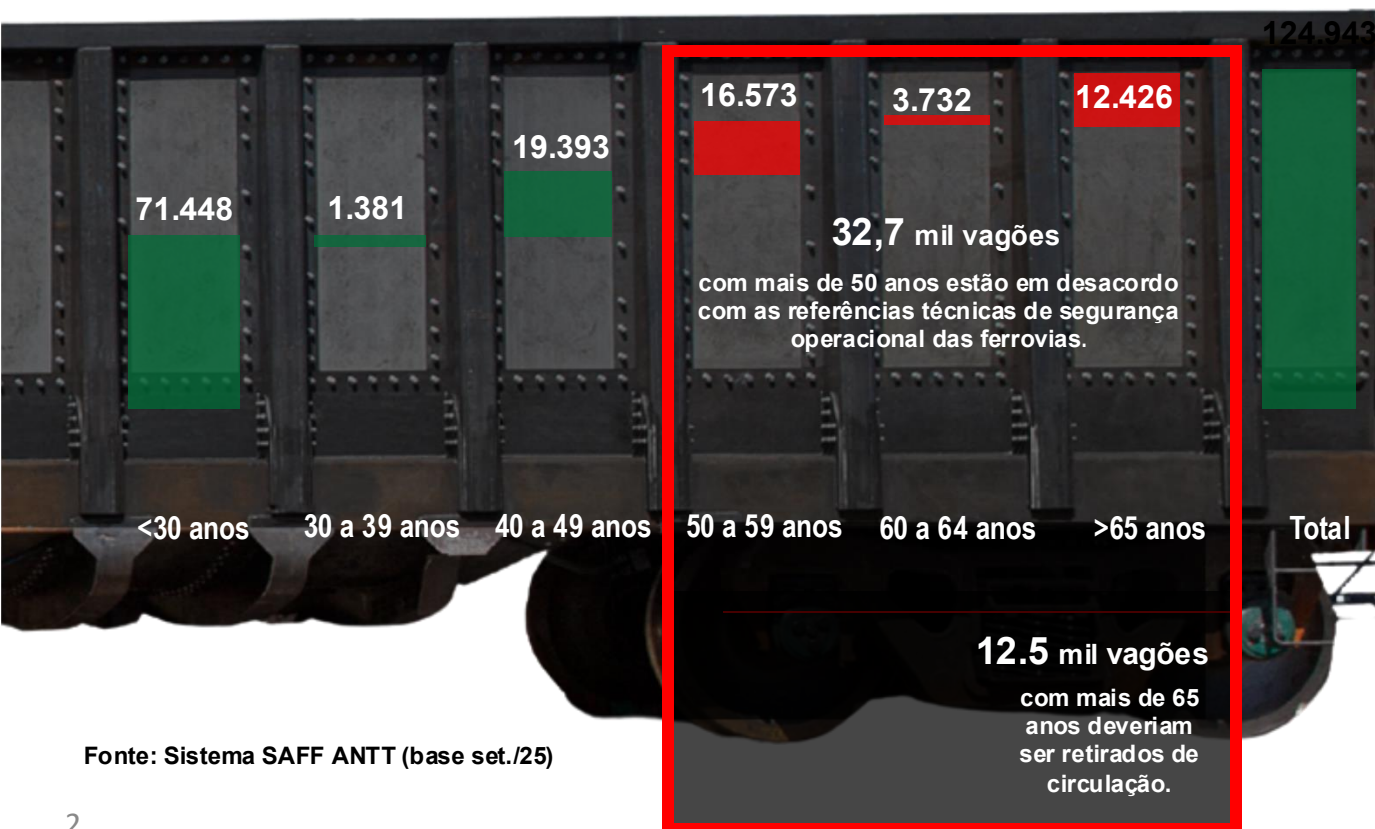 124.943
16.573
3.732
12.426
19.393
71.448
1.381
32,7 mil vagões
com mais de 50 anos estão em desacordo
com as referências técnicas de segurança
operacional das ferrovias.
<30 anos
30 a 39 anos
40 a 49 anos
50 a 59 anos
60 a 64 anos
>65 anos
Total
12.5 mil vagões
com mais de 65
anos deveriam
ser retirados de
circulação.
Fonte: Sistema SAFF ANTT (base set./25)
2